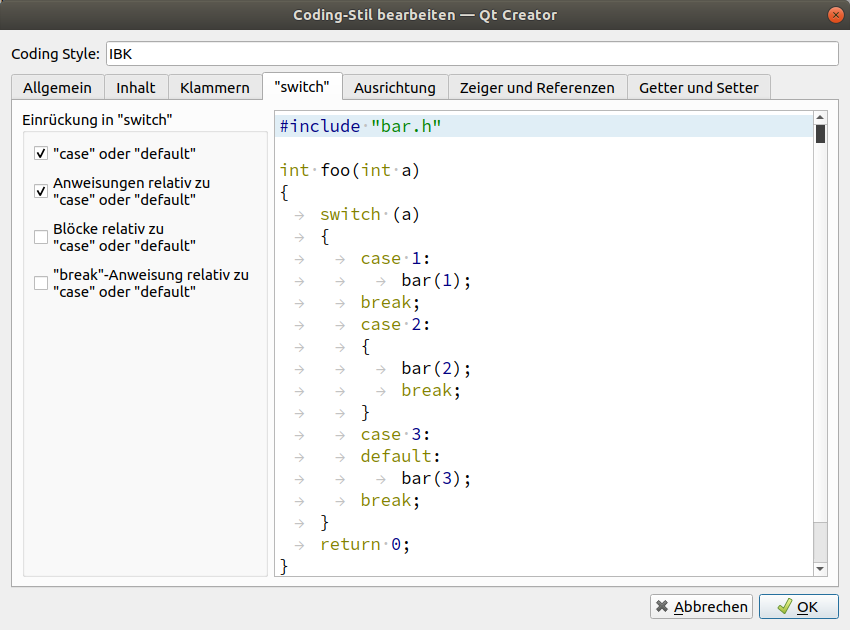 Coding-Stil bearbeiten — Qt Creator
Coding Style: IBK
Allgemein Inhalt Klammern "switch" Ausrichtung Zeiger und Referenzen Getter und Setter
Einrückung in "switch"
"case" oder "default"
Anweisungen relativ zu
"case" oder "default"
Blöcke relativ zu
"case" oder "default"
"break"-Anweisung relativ zu
"case" oder "default"
#include "bar.h"
int foo(int a)
{
switch (a)
{
case 1:
bar(1);
break;
case 2:
{
bar(2);
break;
}
case 3:
default:
bar(3);
break;
}
return 0;
}
Abbrechen OK